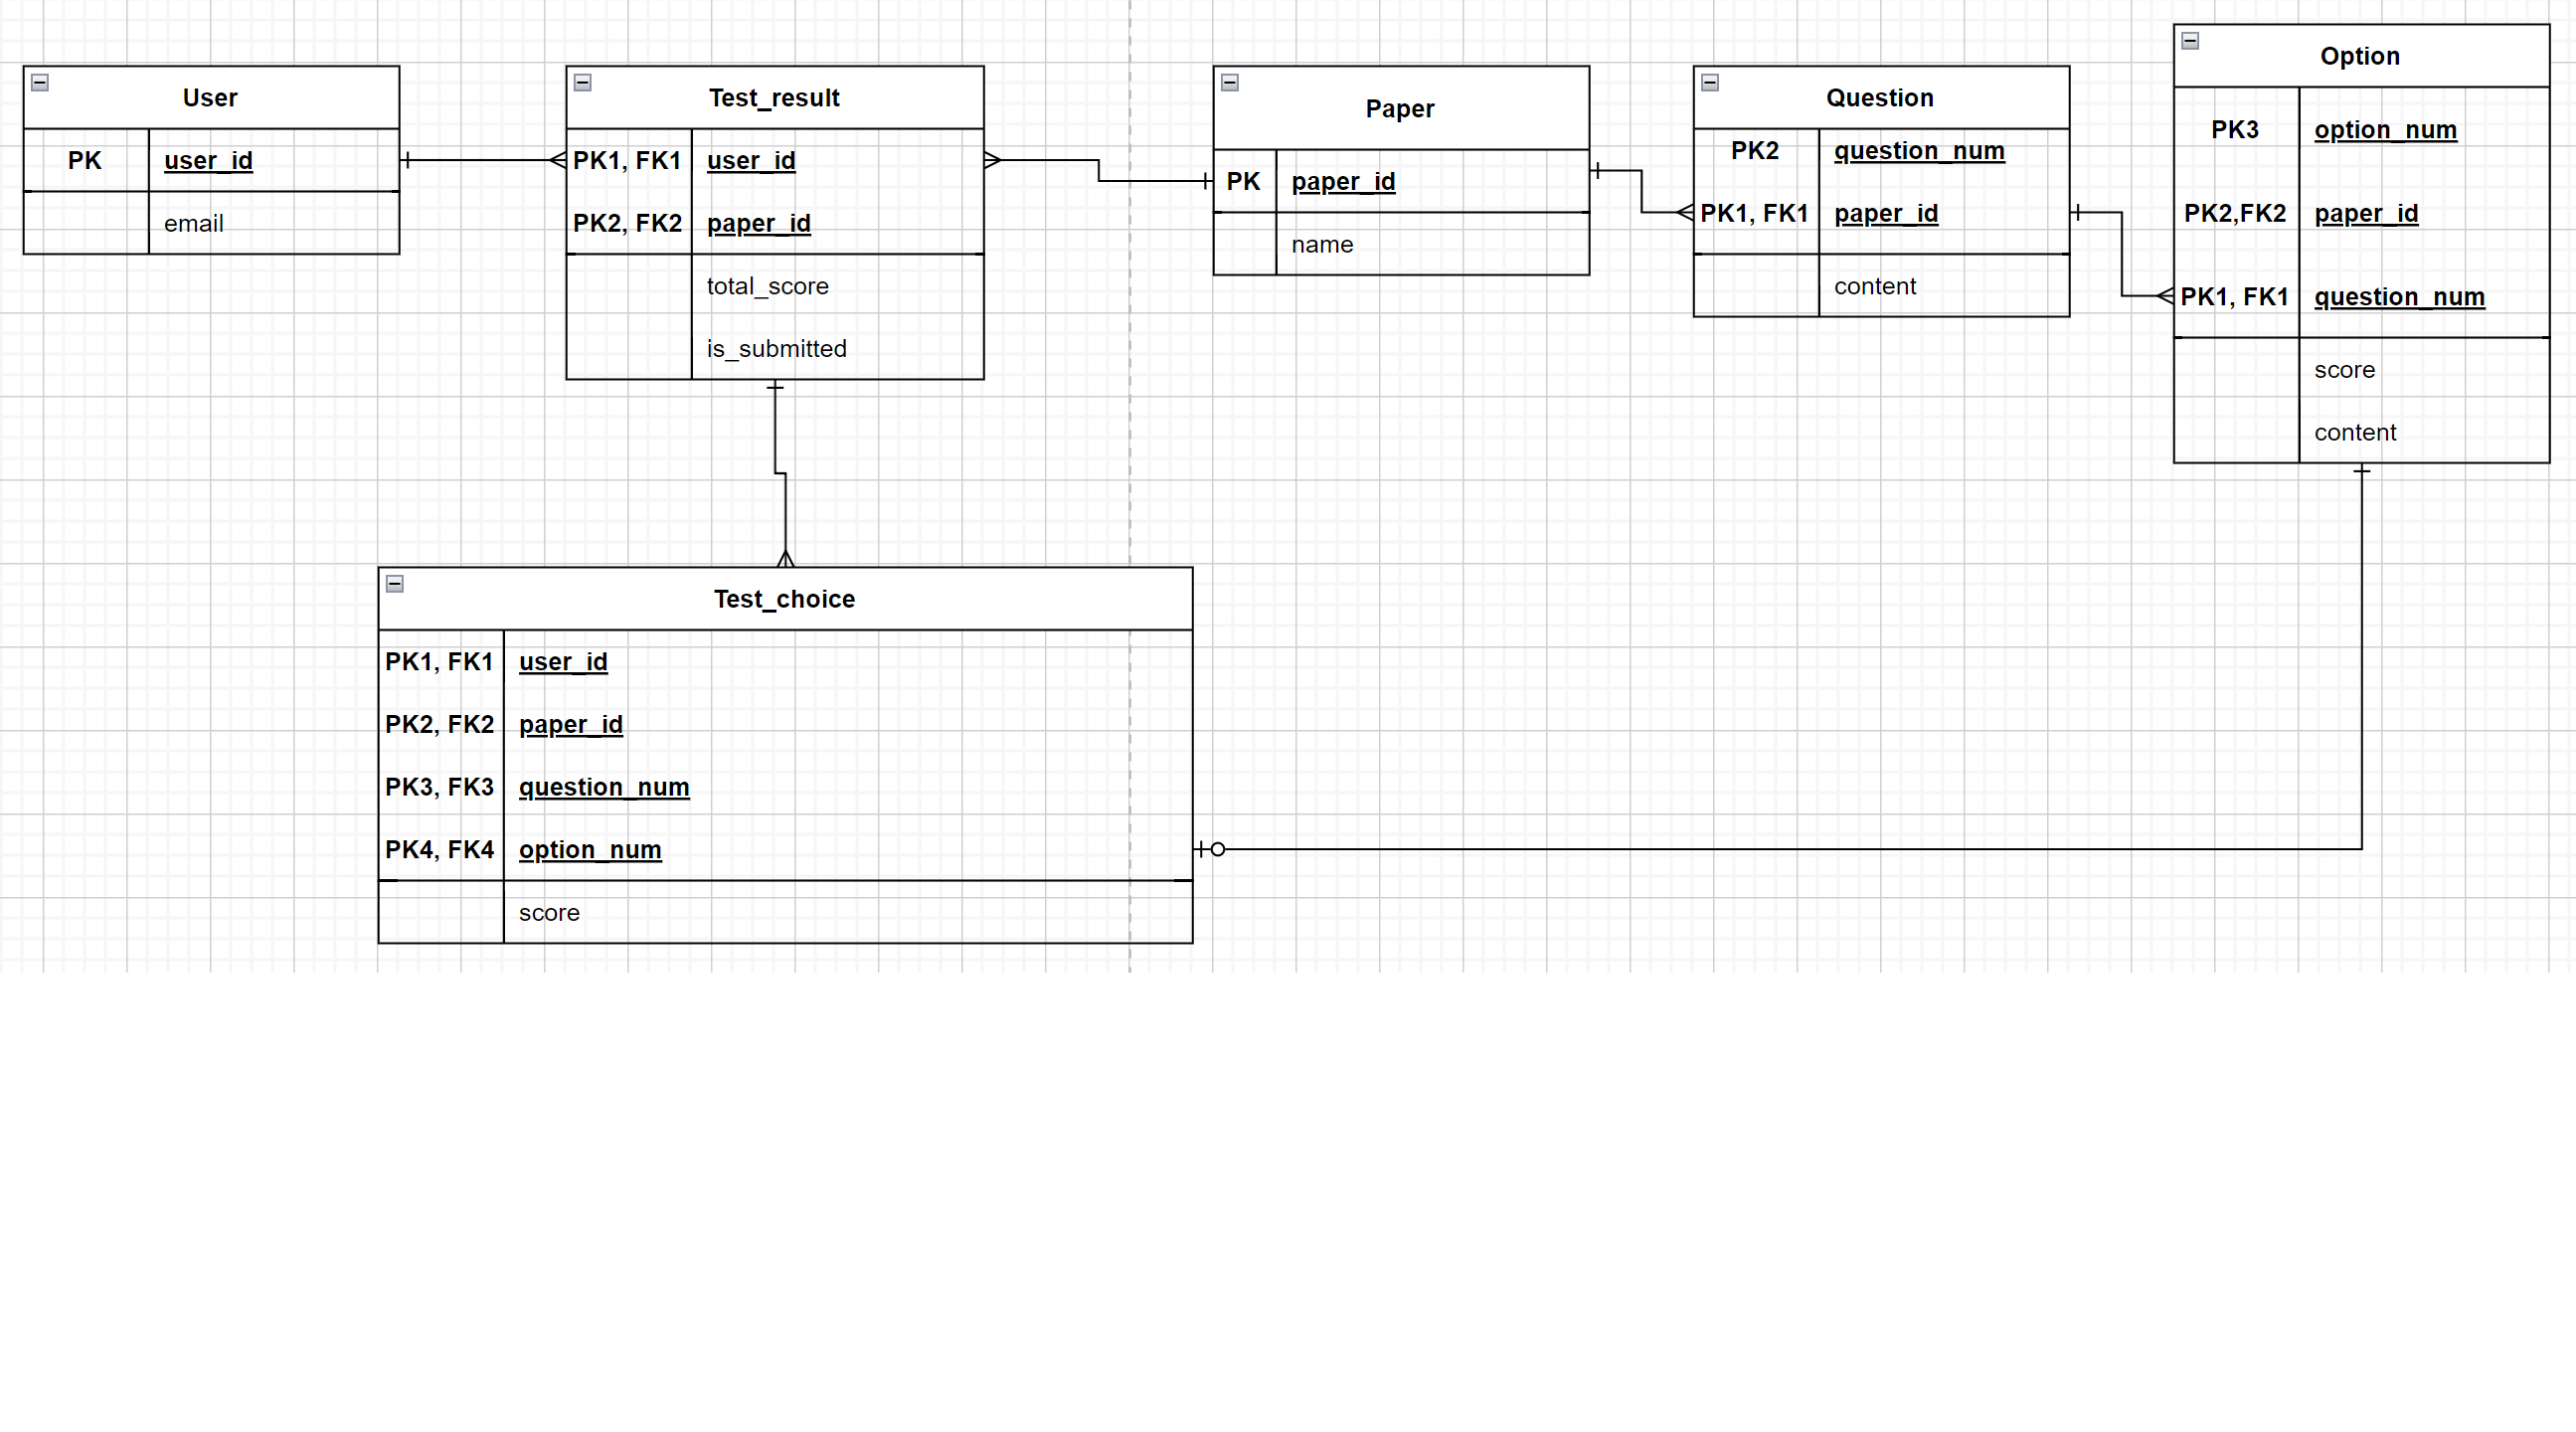 User
PK user_id
email
Test_result
PK1, FK1 user_id
PK2, FK2 paper_id
total_score
is_submitted
Paper
PK paper_id
name
Question
PK2 question_num
PK1, FK1 paper_id
content
Option
PK3 option_num
PK2,FK2 paper_id
PK1, FK1 question_num
score
content
Test_choice
PK1, FK1 user_id
PK2, FK2 paper_id
PK3, FK3 question_num
PK4, FK4 option_num
score